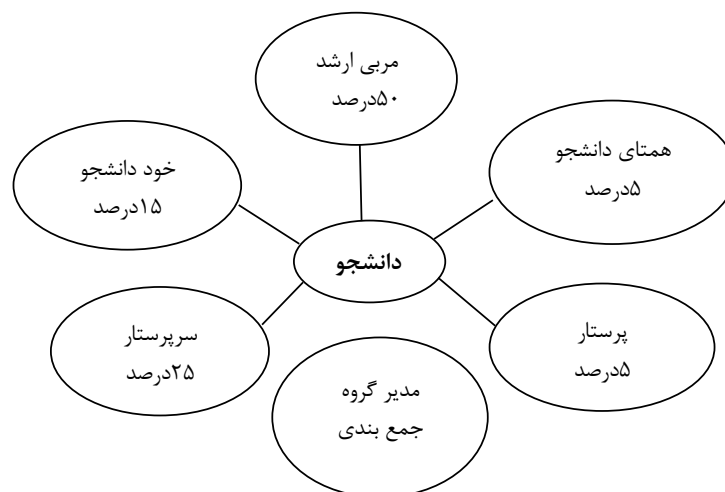 مربی ارشد
۵۰درصد
همتای دانشجو
۵درصد
خود دانشجو
۱۵درصد
دانشجو
پرستار
۵درصد
سرپرستار
۲۵درصد
مدیر گروه
جمع بندی